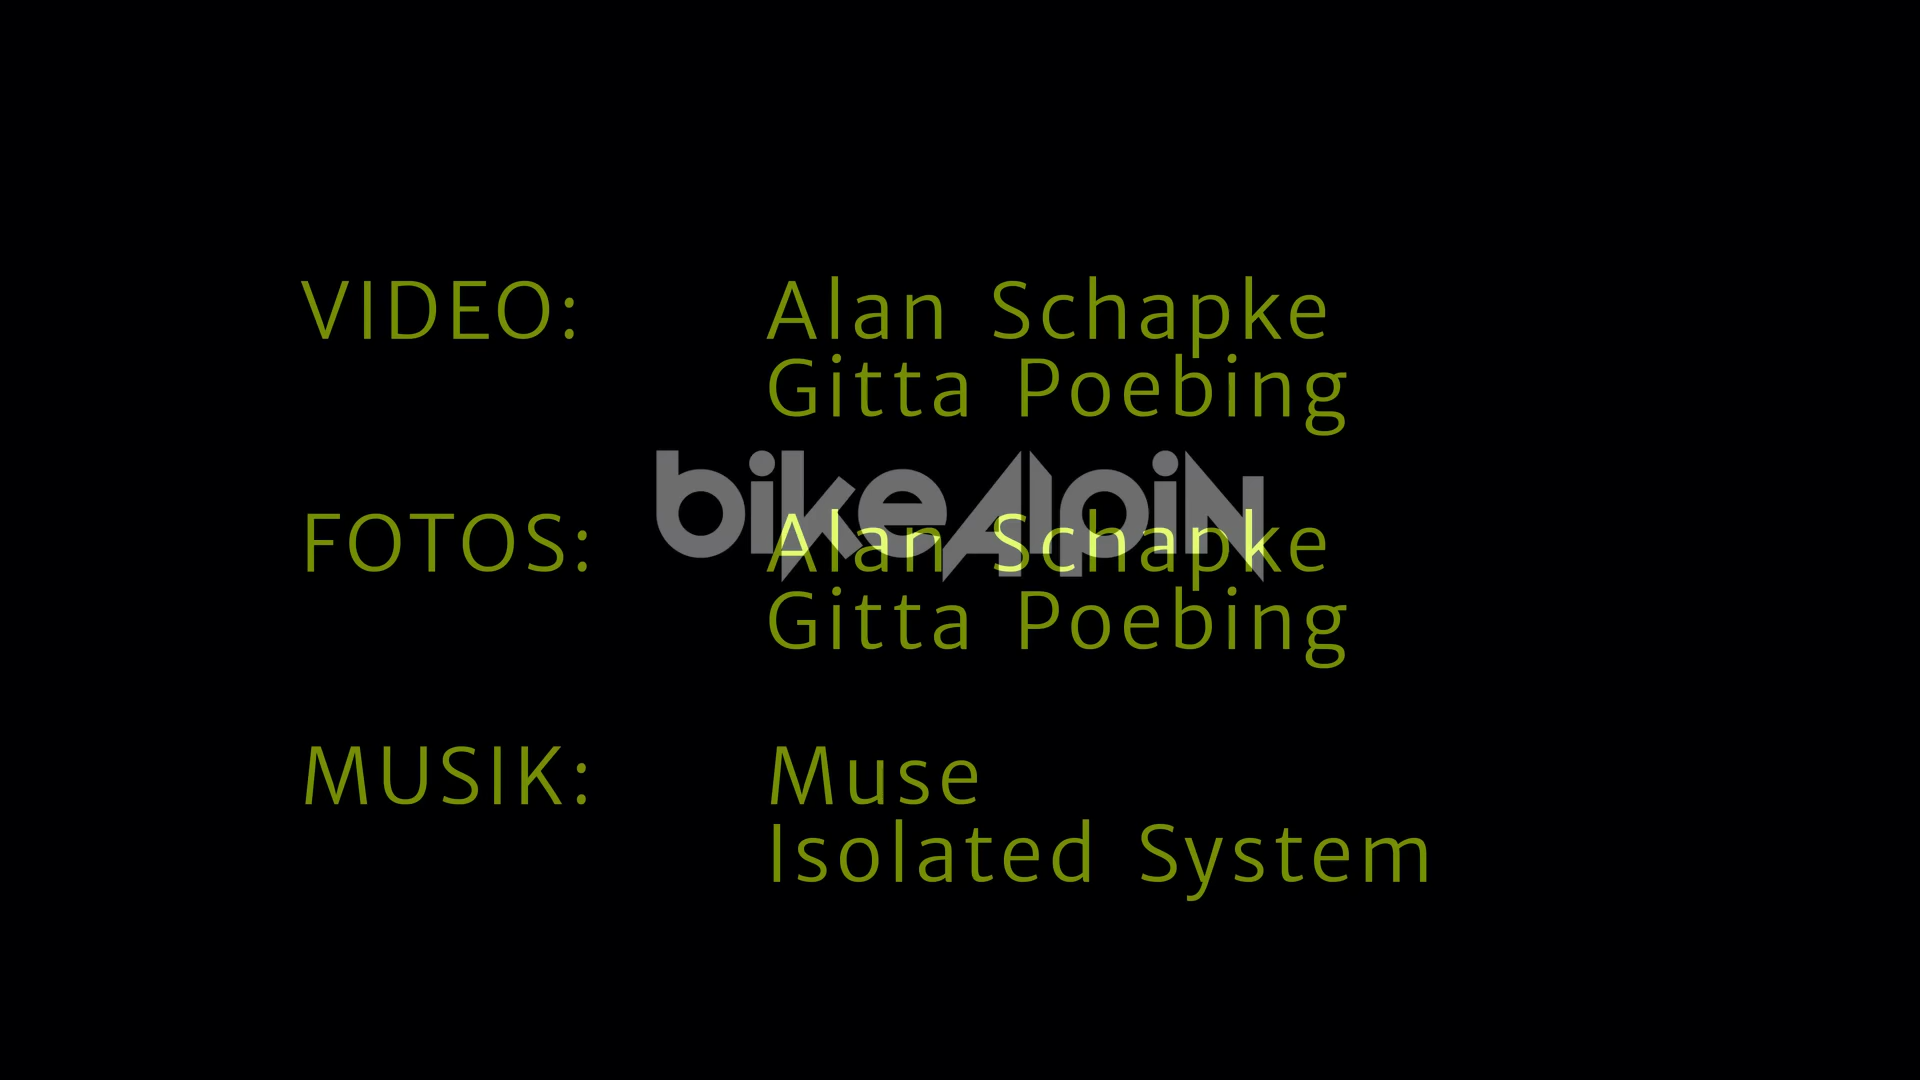 VIDEO: Alan Schapke
Gitta Poebing
bikeAlpiN
FOTOS: Alan Schapke
Gitta Poebing
MUSIK: Muse
Isolated System